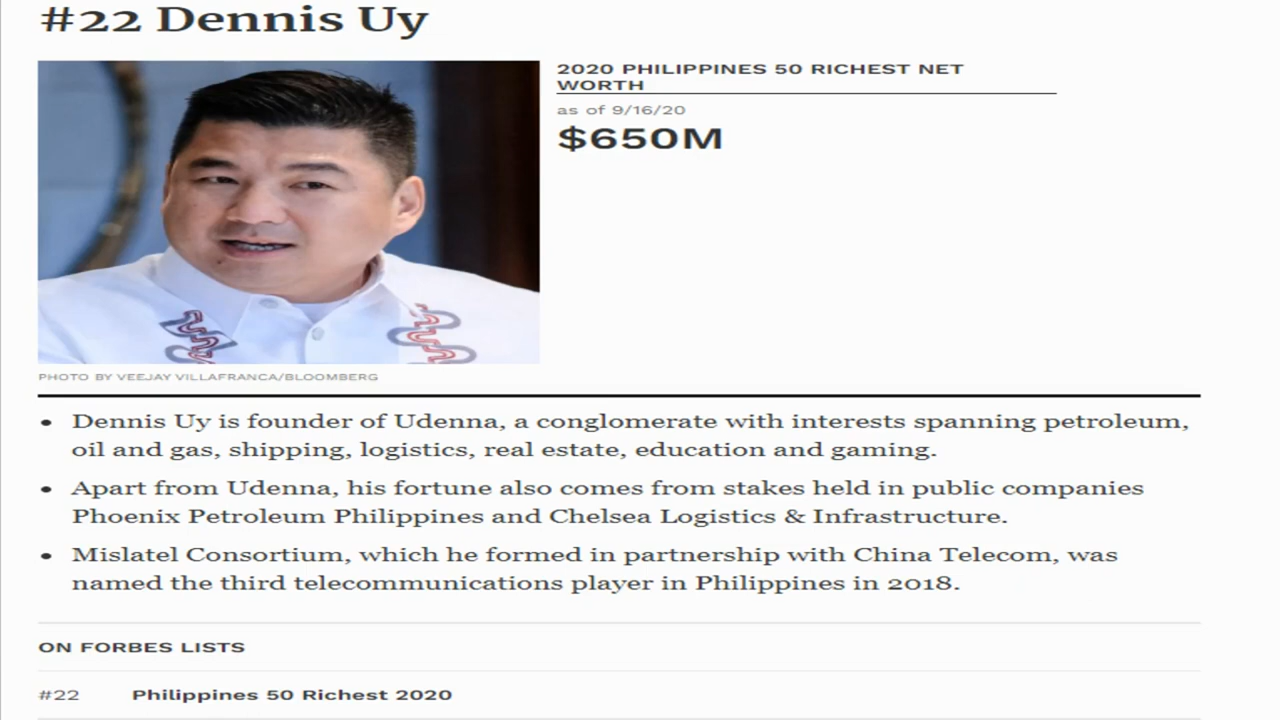 #22 Dennis Uy
2020 PHILIPPINES 50 RICHEST NET
WORTH
as of 9/16/20
$650M
PHOTO BY VEEJAY VILLAFRANCA/BLOOMBERG
• Dennis Uy is founder of Udenna, a conglomerate with interests spanning petroleum,
oil and gas, shipping, logistics, real estate, education and gaming.
• Apart from Udenna, his fortune also comes from stakes held in public companies
Phoenix Petroleum Philippines and Chelsea Logistics & Infrastructure.
• Mislatel Consortium, which he formed in partnership with China Telecom, was
named the third telecommunications player in Philippines in 2018.
ON FORBES LISTS
#22 Philippines 50 Richest 2020